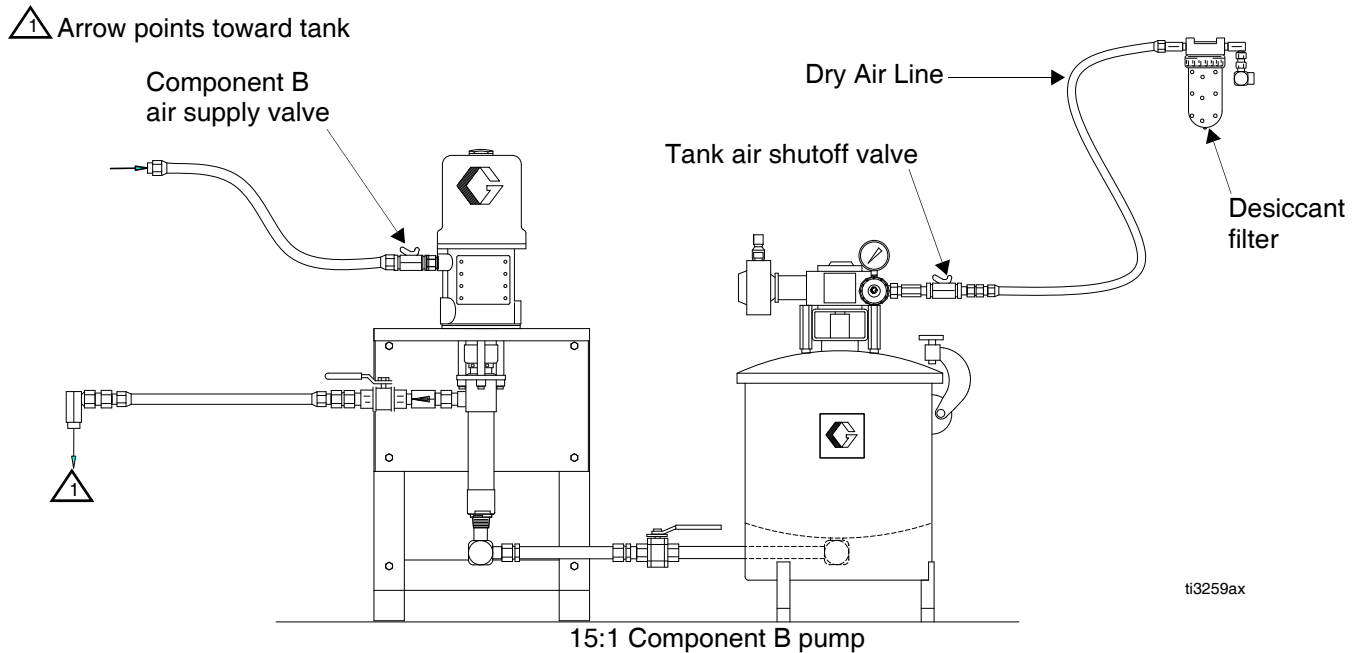 1 Arrow points toward tank
Component B
air supply valve
Dry Air Line
Tank air shutoff valve
Desiccant
filter
1
ti3259ax
15:1 Component B pump